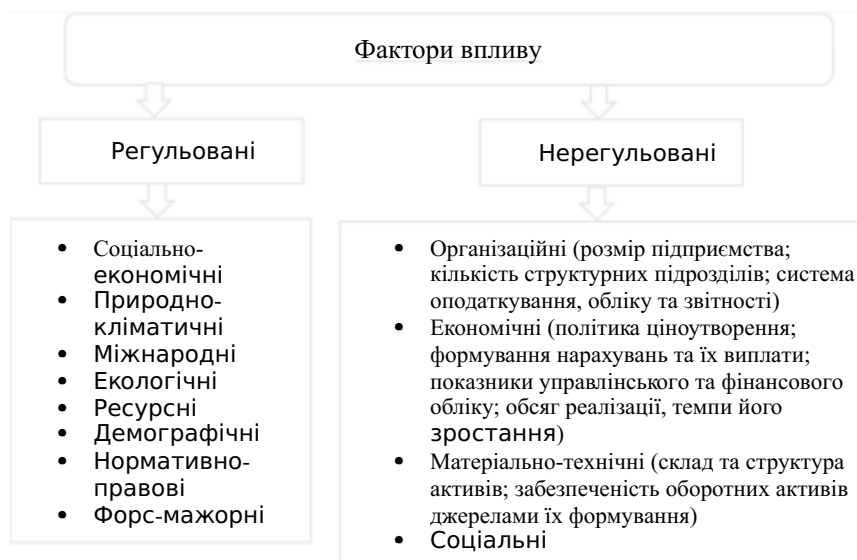 Фактори впливу
Регульовані
Нерегульовані
• Соціально-
економічні
• Природно-
кліматичні
• Міжнародні
• Екологічні
• Ресурсні
• Демографічні
• Нормативно-
правові
• Форс-мажорні
• Організаційні (розмір підприємства;
кількість структурних підрозділів; система
оподаткування, обліку та звітності)
• Економічні (політика ціноутворення;
формування нарахувань та їх виплати;
показники управлінського та фінансового
обліку; обсяг реалізації, темпи його
зростання)
• Матеріально-технічні (склад та структура
активів; забезпеченість оборотних активів
джерелами їх формування)
• Соціальні